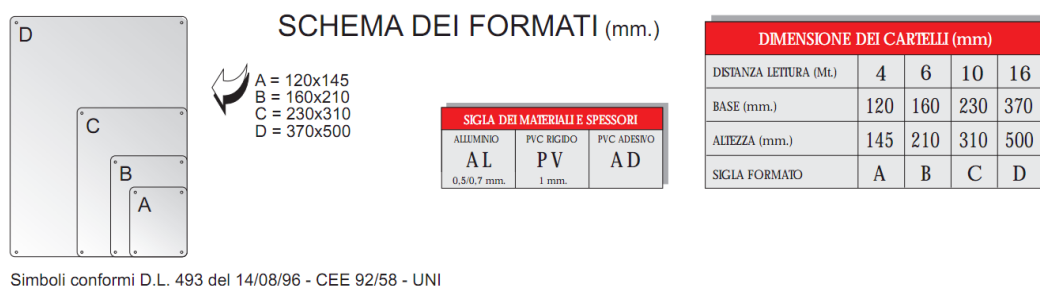 SCHEMA DEI FORMATI (mm.)
D
C
B
A
A = 120x145
B = 160x210
C = 230x310
D = 370x500
SIGLA DEI MATERIALI E SPESSORI
ALLUMINIO PVC RIGIDO PVC ADESIVO
AL PV AD
0,5/0,7 mm. 1 mm.
DIMENSIONE DEI CARTELLI (mm)
DISTANZA LETTURA (Mt.) 4 6 10 16
BASE (mm.) 120 160 230 370
ALTEZZA (mm.) 145 210 310 500
SIGLA FORMATO A B C D
Simboli conformi D.L. 493 del 14/08/96 - CEE 92/58 - UNI